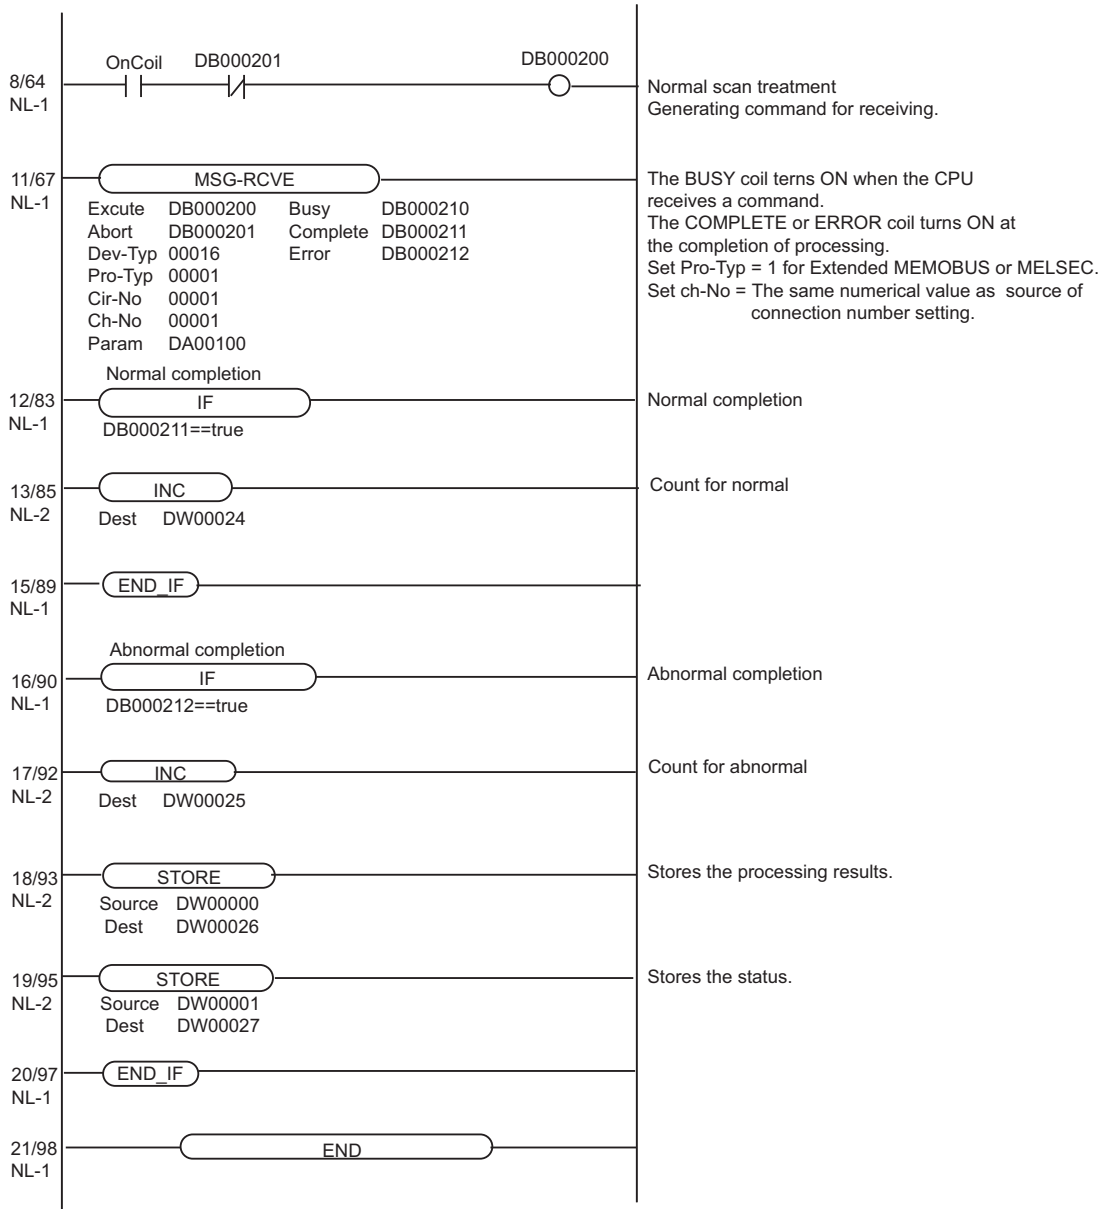 OnCoil DB000201 DB000200
8/64
NL-1
Normal scan treatment
Generating command for receiving.
11/67
NL-1
MSG-RCVE
Excute DB000200 Busy DB000210
Abort DB000201 Complete DB000211
Dev-Typ 00016 Error DB000212
Pro-Typ 00001
Cir-No 00001
Ch-No 00001
Param DA00100
The BUSY coil terns ON when the CPU
receives a command.
The COMPLETE or ERROR coil turns ON at
the completion of processing.
Set Pro-Typ = 1 for Extended MEMOBUS or MELSEC.
Set ch-No = The same numerical value as source of
connection number setting.
Normal completion
12/83
NL-1
IF
DB000211==true
Normal completion
13/85
NL-2
INC
Dest DW00024
Count for normal
15/89
NL-1
END_IF
Abnormal completion
16/90
NL-1
IF
DB000212==true
Abnormal completion
17/92
NL-2
INC
Dest DW00025
Count for abnormal
18/93
NL-2
STORE
Source DW00000
Dest DW00026
Stores the processing results.
19/95
NL-2
STORE
Source DW00001
Dest DW00027
Stores the status.
20/97
NL-1
END_IF
21/98
NL-1
END